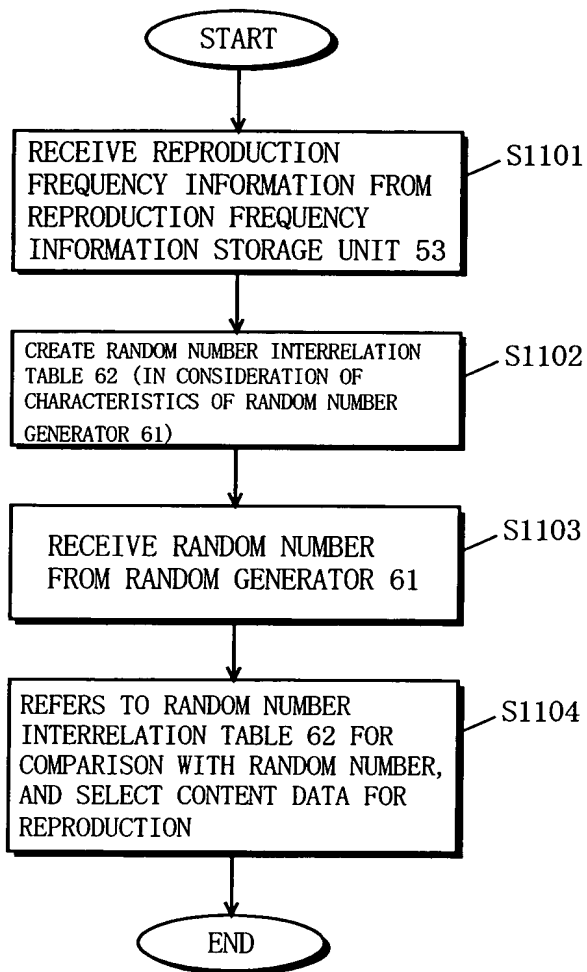 START
RECEIVE REPRODUCTION
FREQUENCY INFORMATION FROM
REPRODUCTION FREQUENCY
INFORMATION STORAGE UNIT 53
S1101
CREATE RANDOM NUMBER INTERRELATION
TABLE 62 (IN CONSIDERATION OF
CHARACTERISTICS OF RANDOM NUMBER
GENERATOR 61)
S1102
RECEIVE RANDOM NUMBER
FROM RANDOM GENERATOR 61
S1103
REFERS TO RANDOM NUMBER
INTERRELATION TABLE 62 FOR
COMPARISON WITH RANDOM NUMBER,
AND SELECT CONTENT DATA FOR
REPRODUCTION
S1104
END